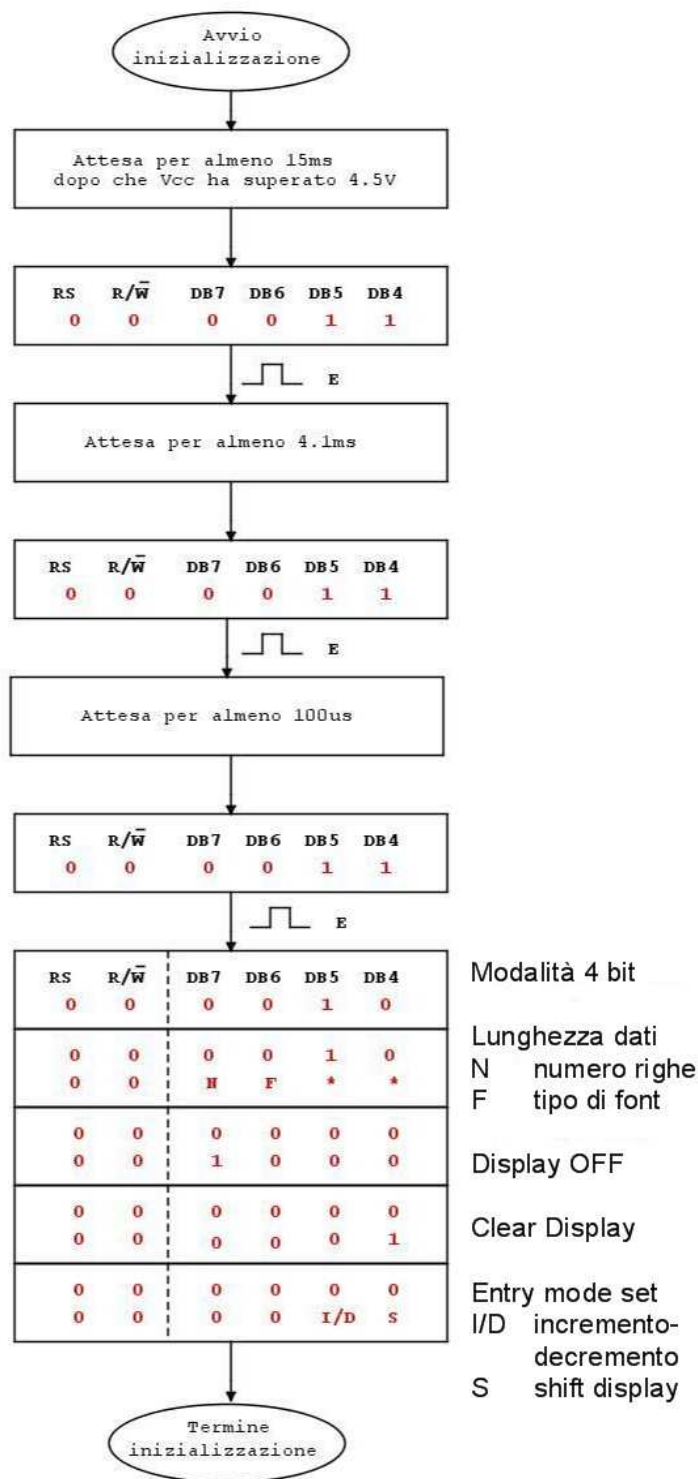 Avvio
inizializzazione
Attesa per almeno 15ms
dopo che Vcc ha superato 4.5V
RS R/W̅ DB7 DB6 DB5 DB4
0 0 0 0 1 1
E
Attesa per almeno 4.1ms
RS R/W̅ DB7 DB6 DB5 DB4
0 0 0 0 1 1
E
Attesa per almeno 100us
RS R/W̅ DB7 DB6 DB5 DB4
0 0 0 0 1 1
E
RS R/W̅ DB7 DB6 DB5 DB4
0 0 0 0 1 0
Modalità 4 bit
0 0 0 0 1 0
0 0 N F * *
Lunghezza dati
N numero righe
F tipo di font
0 0 0 0 0 0
0 0 1 0 0 0
Display OFF
0 0 0 0 0 0
0 0 0 0 0 1
Clear Display
0 0 0 0 0 0
0 0 0 0 I/D S
Entry mode set
I/D incremento-
decremento
S shift display
Termine
inizializzazione